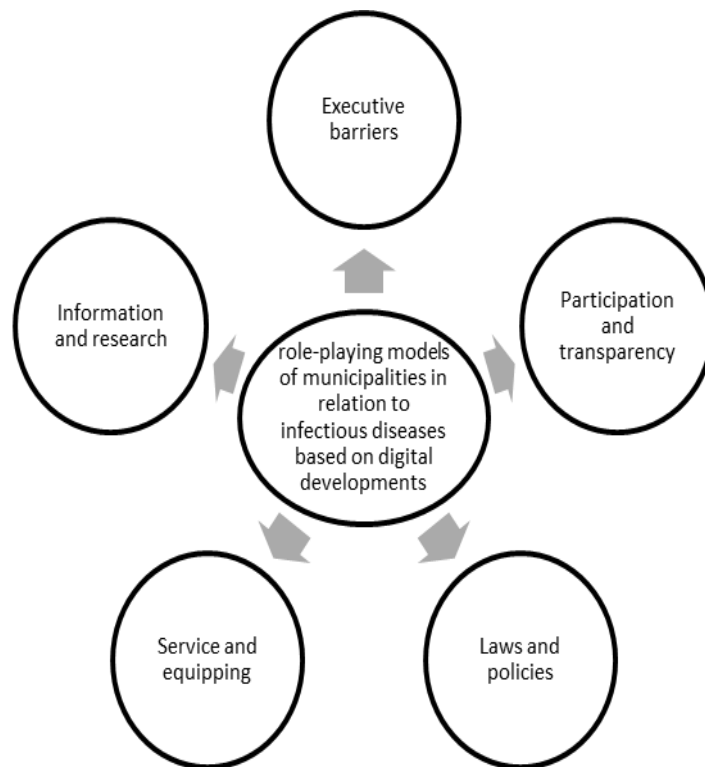 Executive
barriers
Information
and research
Participation
and
transparency
role-playing models
of municipalities in
relation to
infectious diseases
based on digital
developments
Service and
equipping
Laws and
policies